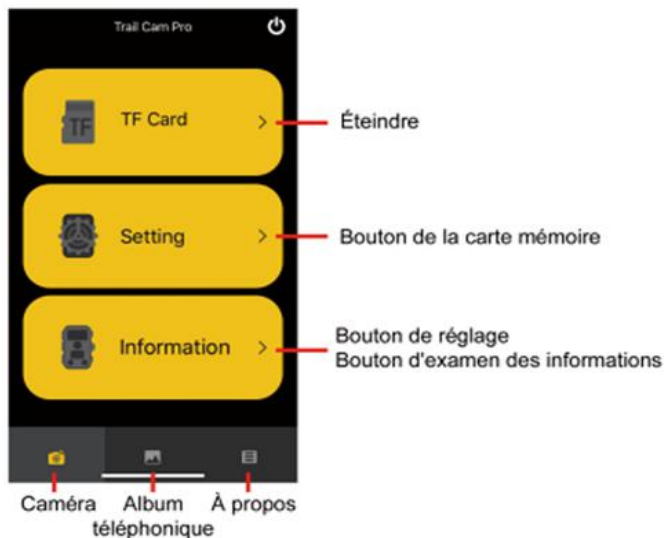 Trail Cam Pro
TF
TF Card
Éteindre
Setting
Bouton de la carte mémoire
Information
Bouton de réglage
Bouton d'examen des informations
Caméra
Album
téléphonique
À propos